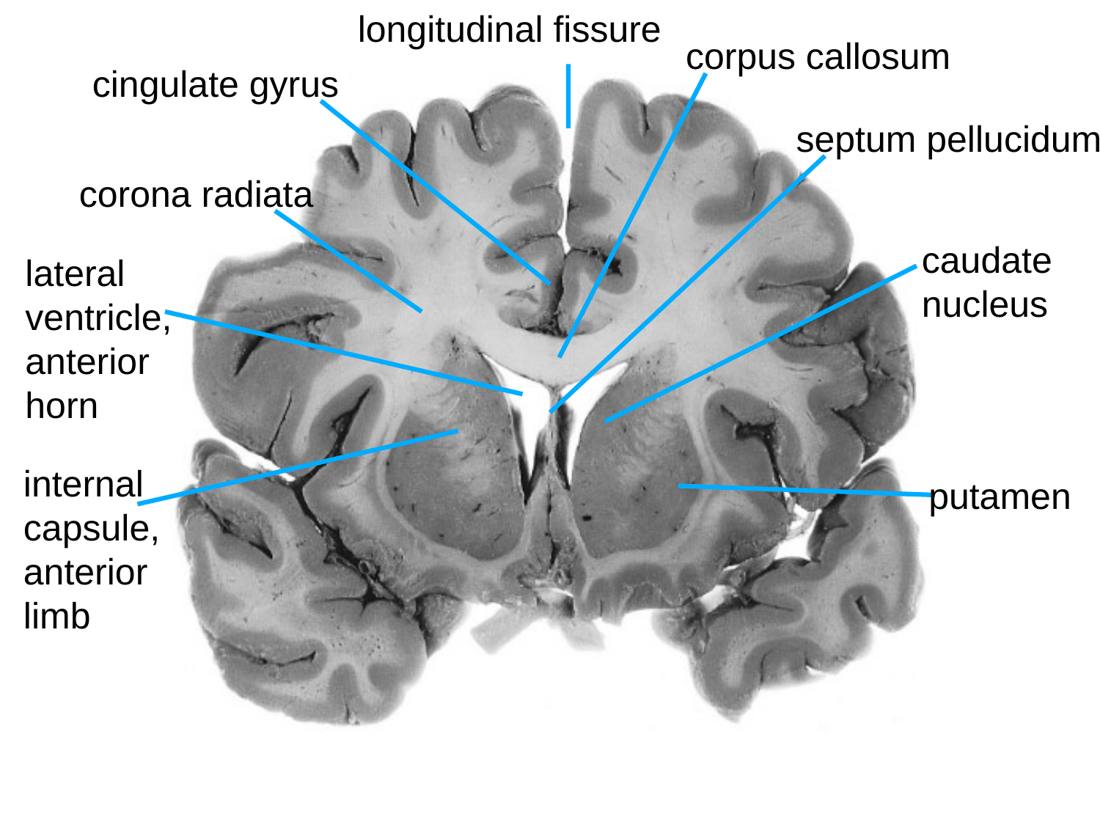 longitudinal fissure
corpus callosum
cingulate gyrus
septum pellucidum
corona radiata
lateral
ventricle,
anterior
horn
caudate
nucleus
internal
capsule,
anterior
limb
putamen